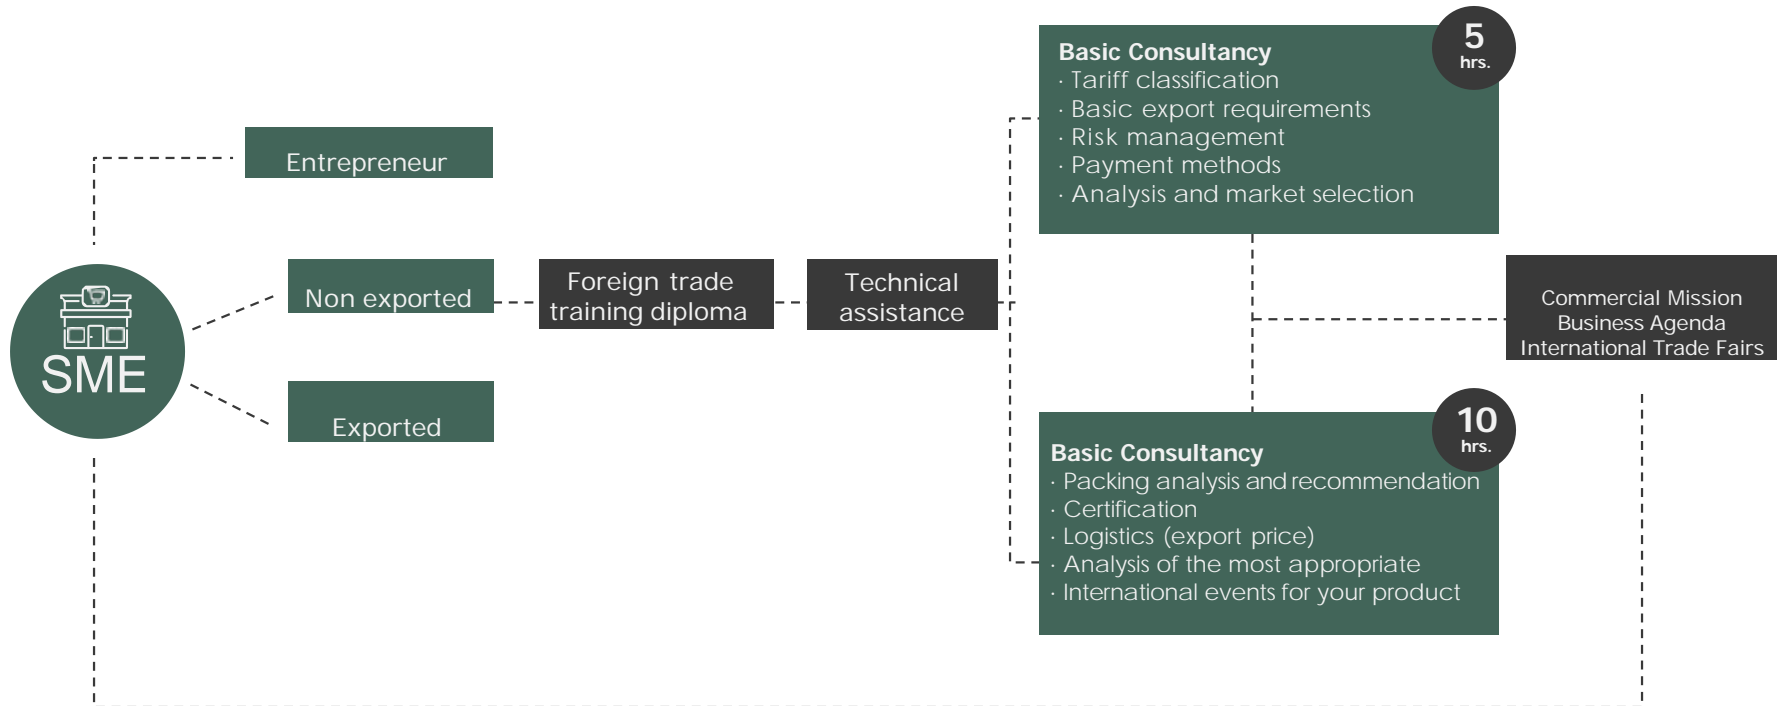 SME
Entrepreneur
Non exported
Exported
Foreign trade
training diploma
Technical
assistance
5
hrs.
Basic Consultancy
· Tariff classification
· Basic export requirements
· Risk management
· Payment methods
· Analysis and market selection
10
hrs.
Basic Consultancy
· Packing analysis and recommendation
· Certification
· Logistics (export price)
· Analysis of the most appropriate
· International events for your product
Commercial Mission
Business Agenda
International Trade Fairs